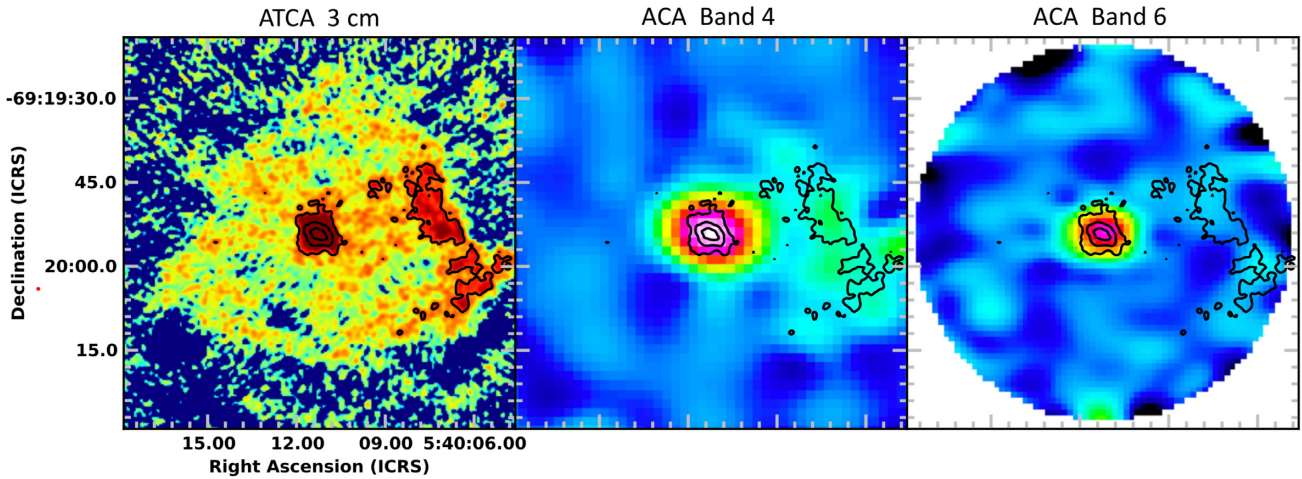 ATCA 3 cm
ACA Band 4
ACA Band 6
Declination (ICRS)
-69:19:30.0
45.0
20:00.0
15.0
15.00 12.00 09.00 5:40:06.00
Right Ascension (ICRS)